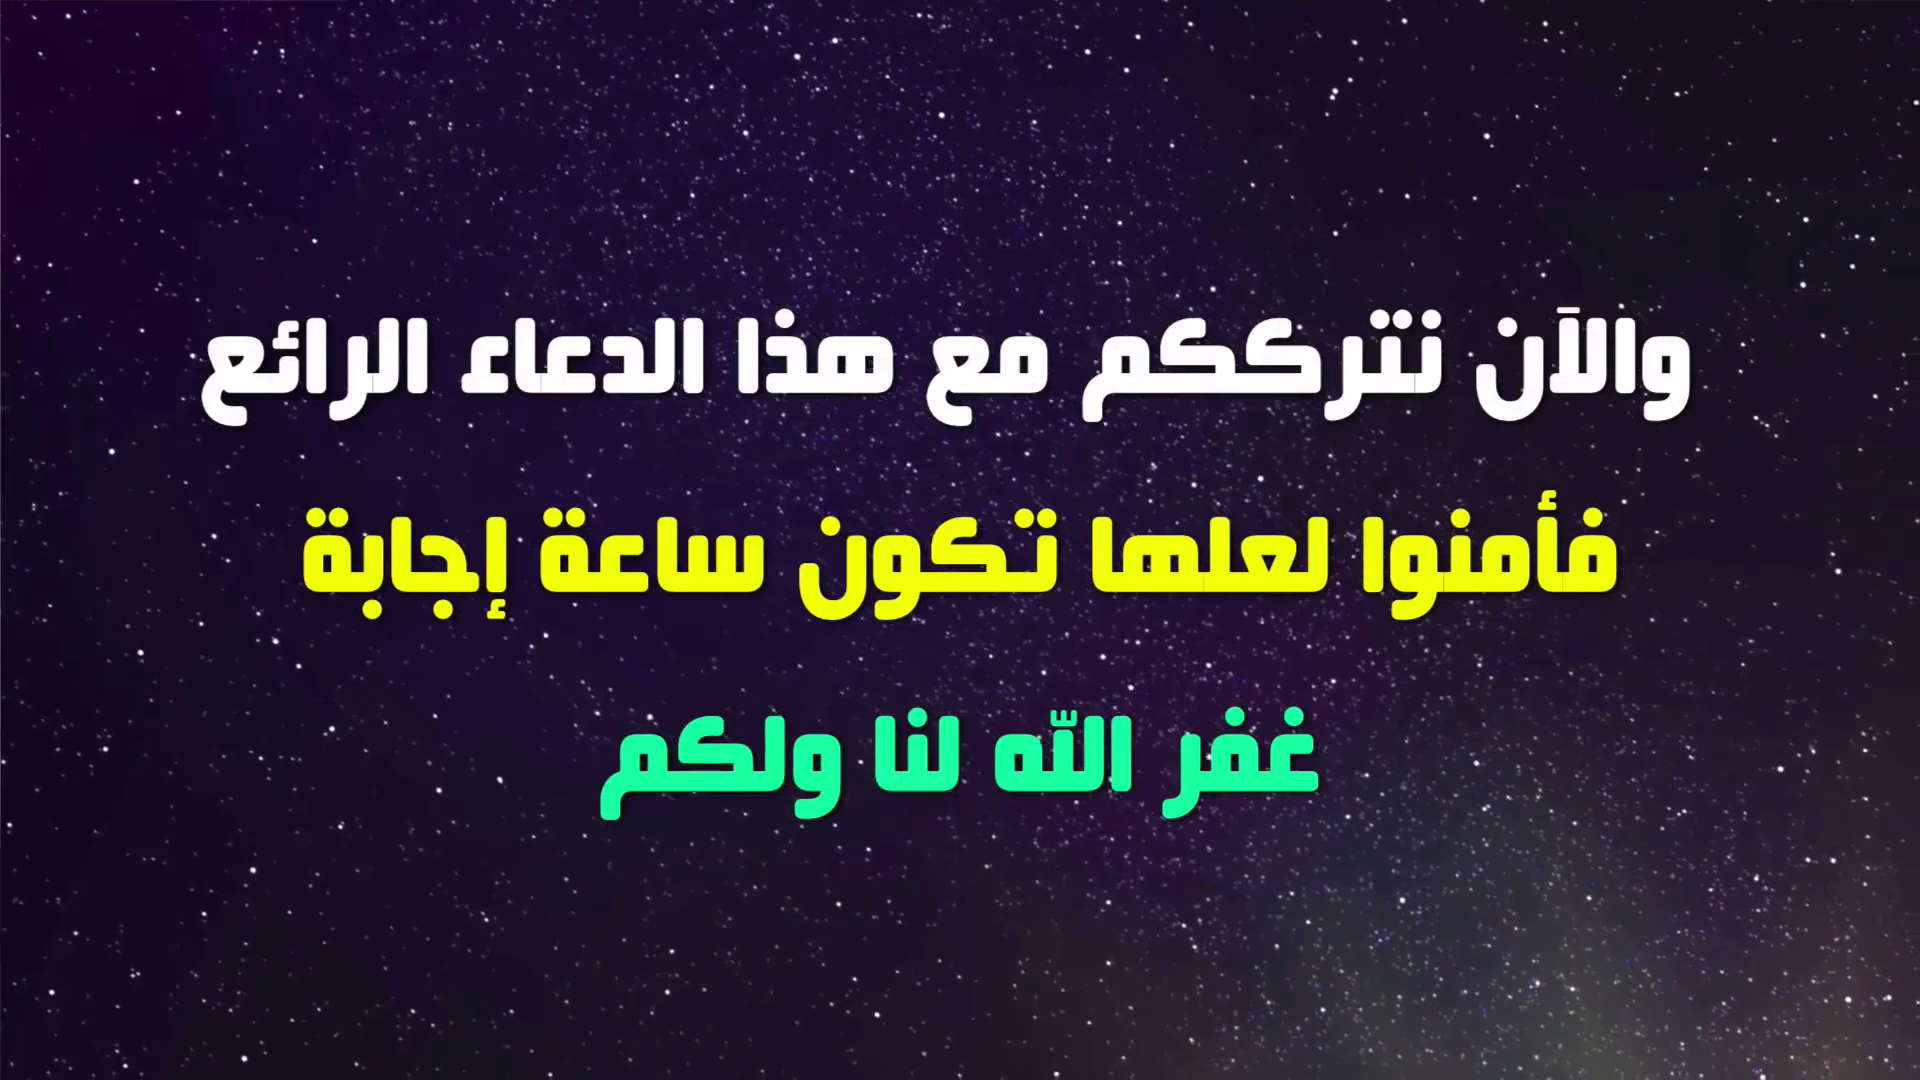 والآن نترككم مع هذا الدعاء الرائع
فأمنوا لعلها تكون ساعة إجابة
غفر الله لنا ولكم